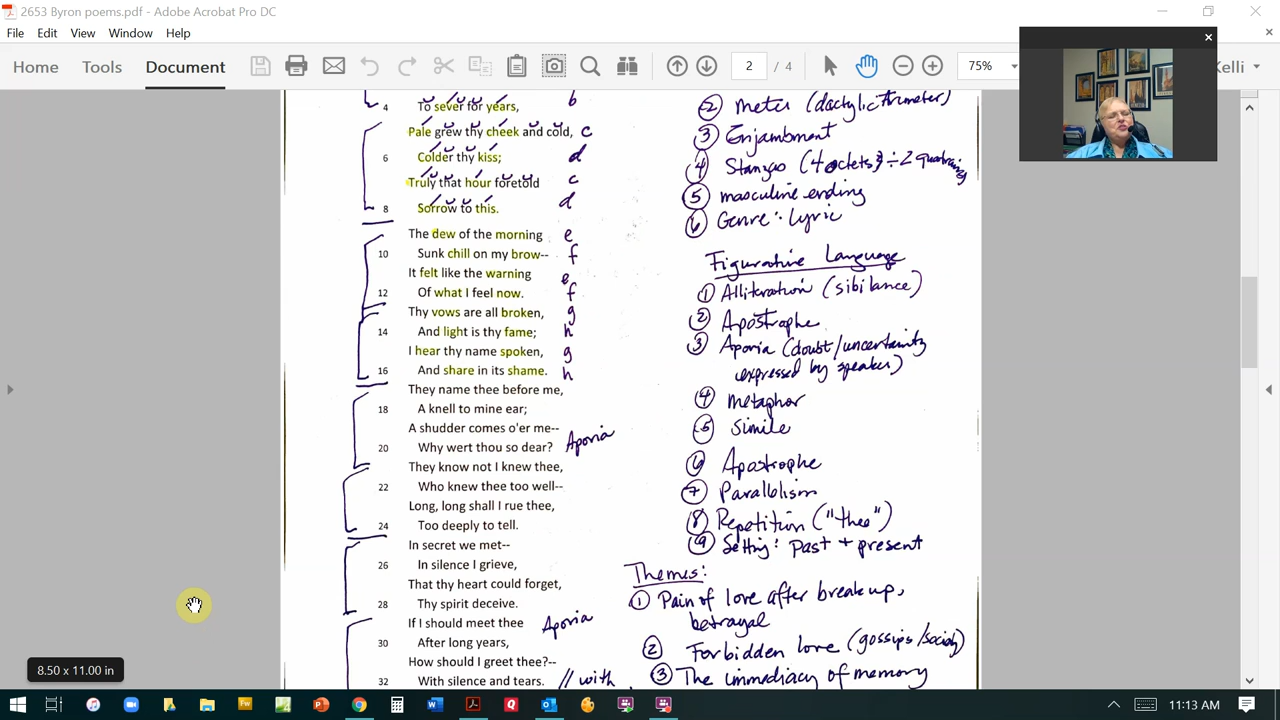 2653 Byron poems.pdf - Adobe Acrobat Pro DC
File Edit View Window Help
Home Tools Document 2 / 4 75% Kelli
4 To sever for years, b
Pale grew thy cheek and cold, c
6 Colder thy kiss; d
Truly that hour foretold c
8 Sorrow to this. d
The dew of the morning e
10 Sunk chill on my brow-- f
It felt like the warning e
12 Of what I feel now. f
Thy vows are all broken, g
14 And light is thy fame; h
I hear thy name spoken, g
16 And share in its shame. h
They name thee before me,
18 A knell to mine ear;
A shudder comes o'er me--
20 Why wert thou so dear? Aporia
They know not I knew thee,
22 Who knew thee too well--
Long, long shall I rue thee,
24 Too deeply to tell.
In secret we met--
26 In silence I grieve,
That thy heart could forget,
28 Thy spirit deceive.
If I should meet thee Aporia
30 After long years,
How should I greet thee?--
32 With silence and tears. // with
② Meter (dactylic trimeter)
③ Enjambment
④ Stanzas (4 octets ÷ 2 quatrains
⑤ masculine ending
⑥ Genre: Lyric
Figurative Language
① Alliteration (sibilance)
② Apostrophe
③ Aporia (doubt/uncertainty
expressed by speaker)
④ Metaphor
⑤ Simile
⑥ Apostrophe
⑦ Parallelism
⑧ Repetition ("thee")
⑨ Setting: Past + present
Themes:
① Pain of love after breakup,
betrayal
② Forbidden love (gossips/society)
③ The immediacy of memory
8.50 x 11.00 in
11:13 AM